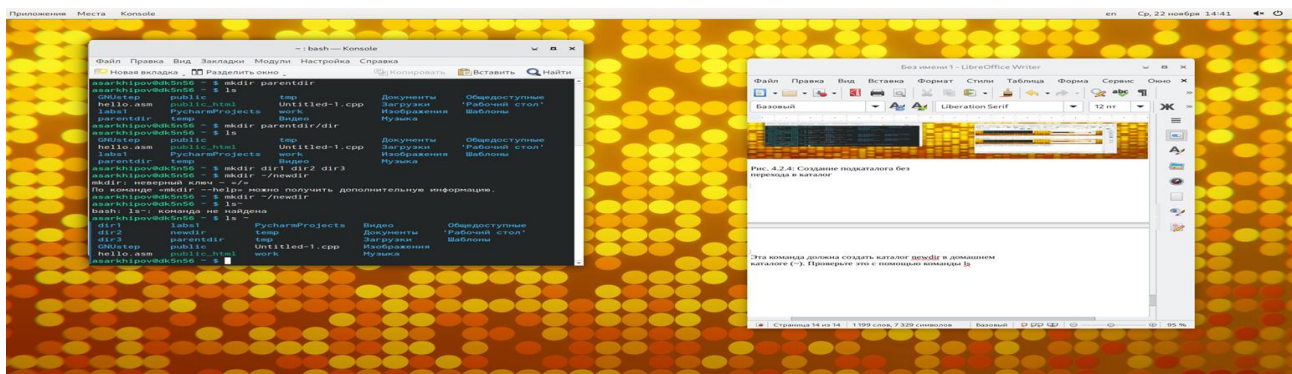 Приложения Места Konsole
en Ср, 22 ноября 14:41
~ : bash — Konsole
Файл Правка Вид Закладки Модули Настройка Справка
Новая вкладка Разделить окно Копировать Вставить Найти
asarkhipov@dk5n56 ~ $ mkdir parentdir
asarkhipov@dk5n56 ~ $ ls
GNUstep public tmp Документы Общедоступные
hello.asm public_html Untitled-1.cpp Загрузки 'Рабочий стол'
labs1 PycharmProjects work Изображения Шаблоны
parentdir temp Видео Музыка
asarkhipov@dk5n56 ~ $ mkdir parentdir/dir
asarkhipov@dk5n56 ~ $ ls
GNUstep public tmp Документы Общедоступные
hello.asm public_html Untitled-1.cpp Загрузки 'Рабочий стол'
labs1 PycharmProjects work Изображения Шаблоны
parentdir temp Видео Музыка
asarkhipov@dk5n56 ~ $ mkdir dir1 dir2 dir3
asarkhipov@dk5n56 ~ $ mkdir -/newdir
mkdir: неверный ключ — «/»
По команде «mkdir --help» можно получить дополнительную информацию.
asarkhipov@dk5n56 ~ $ mkdir ~/newdir
asarkhipov@dk5n56 ~ $ ls~
bash: ls~: команда не найдена
asarkhipov@dk5n56 ~ $ ls ~
dir1 labs1 PycharmProjects Видео Общедоступные
dir2 newdir temp Документы 'Рабочий стол'
dir3 parentdir tmp Загрузки Шаблоны
GNUstep public Untitled-1.cpp Изображения
hello.asm public_html work Музыка
asarkhipov@dk5n56 ~ $
Без имени 1 - LibreOffice Writer
Файл Правка Вид Вставка Формат Стили Таблица Форма Сервис Окно
Базовый Liberation Serif 12 пт Ж
Рис. 4.2.4: Создание подкаталога без
перехода в каталог
Эта команда должна создать каталог newdir в домашнем
каталоге (~). Проверьте это с помощью команды ls
Страница 14 из 14 1 199 слов, 7 329 символов Базовый 95 %